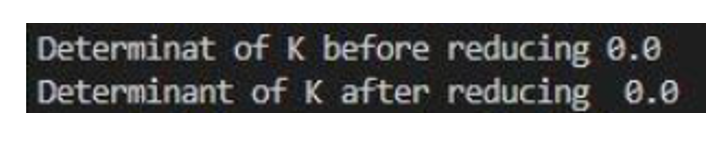 Determinat of K before reducing 0.0
Determinant of K after reducing  0.0